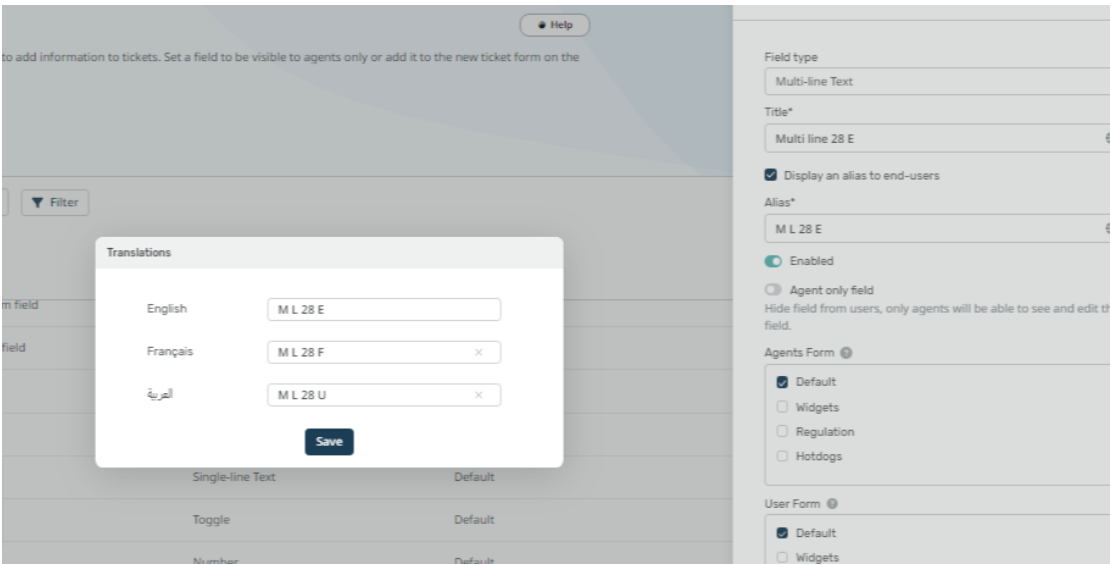 Help
to add information to tickets. Set a field to be visible to agents only or add it to the new ticket form on the
Filter
m field
field
Single-line Text Default
Toggle Default
Number Default
Translations
English M L 28 E
Français M L 28 F
العربية M L 28 U
Save
Field type
Multi-line Text
Title*
Multi line 28 E
Display an alias to end-users
Alias*
M L 28 E
Enabled
Agent only field
Hide field from users, only agents will be able to see and edit th
field.
Agents Form
Default
Widgets
Regulation
Hotdogs
User Form
Default
Widgets